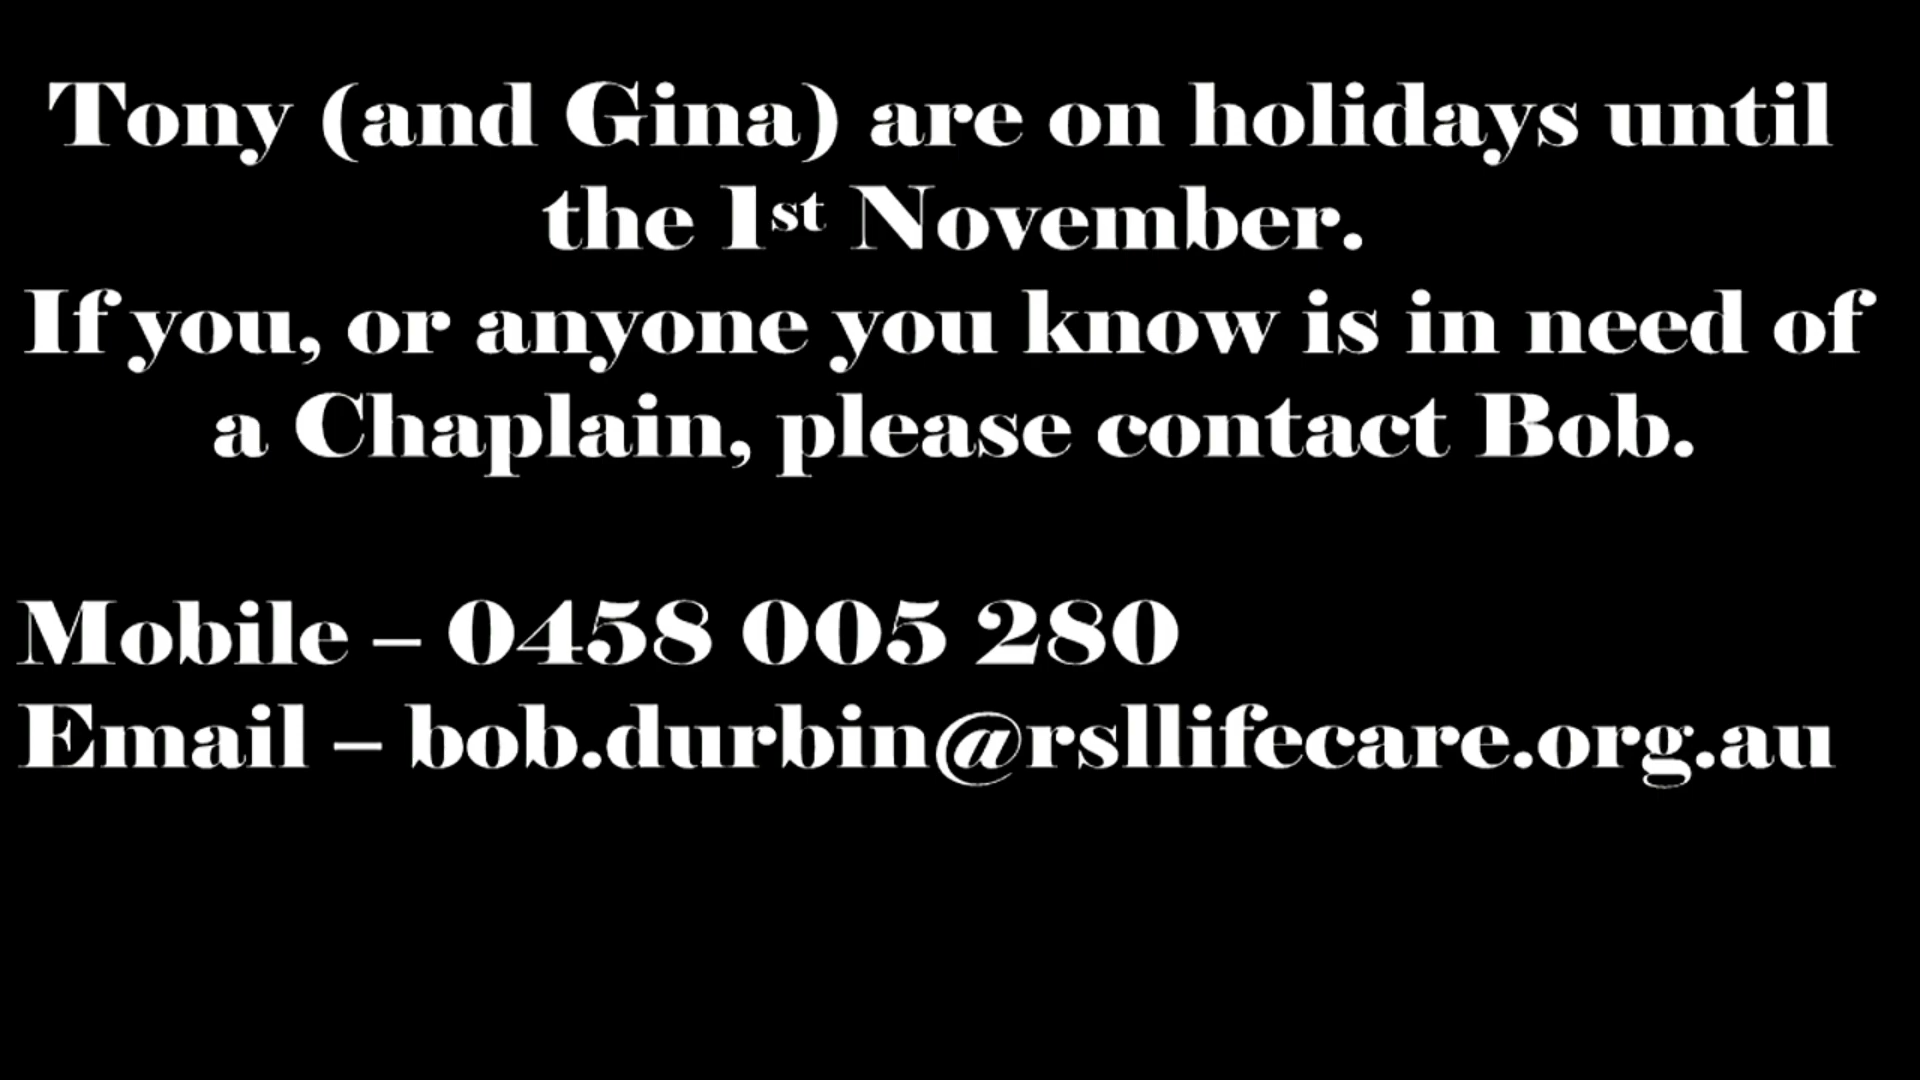 Tony (and Gina) are on holidays until
the 1st November.
If you, or anyone you know is in need of
a Chaplain, please contact Bob.
Mobile – 0458 005 280
Email – bob.durbin@rsllifecare.org.au